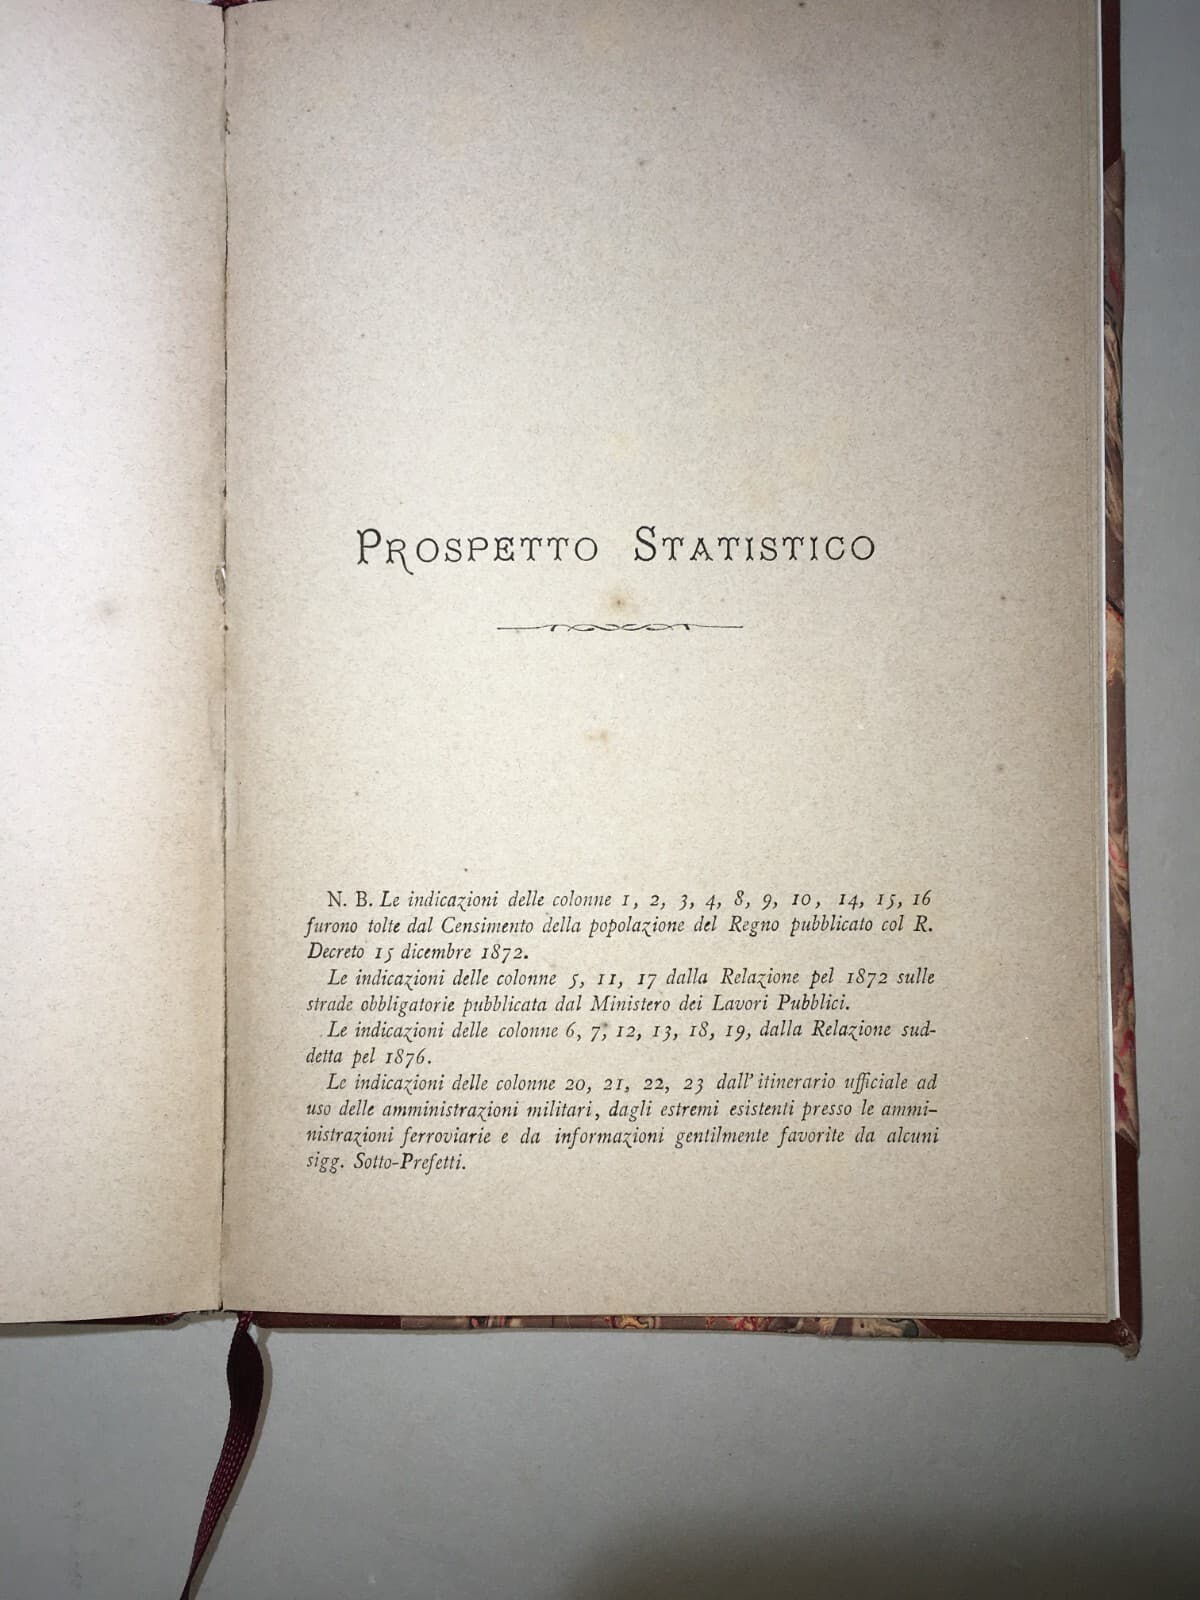 PROSPETTO STATISTICO
N. B. Le indicazioni delle colonne 1, 2, 3, 4, 8, 9, 10, 14, 15, 16
furono tolte dal Censimento della popolazione del Regno pubblicato col R.
Decreto 15 dicembre 1872.
Le indicazioni delle colonne 5, 11, 17 dalla Relazione pel 1872 sulle
strade obbligatorie pubblicata dal Ministero dei Lavori Pubblici.
Le indicazioni delle colonne 6, 7, 12, 13, 18, 19, dalla Relazione sud-
detta pel 1876.
Le indicazioni delle colonne 20, 21, 22, 23 dall' itinerario ufficiale ad
uso delle amministrazioni militari, dagli estremi esistenti presso le ammi-
nistrazioni ferroviarie e da informazioni gentilmente favorite da alcuni
sigg. Sotto-Prefetti.